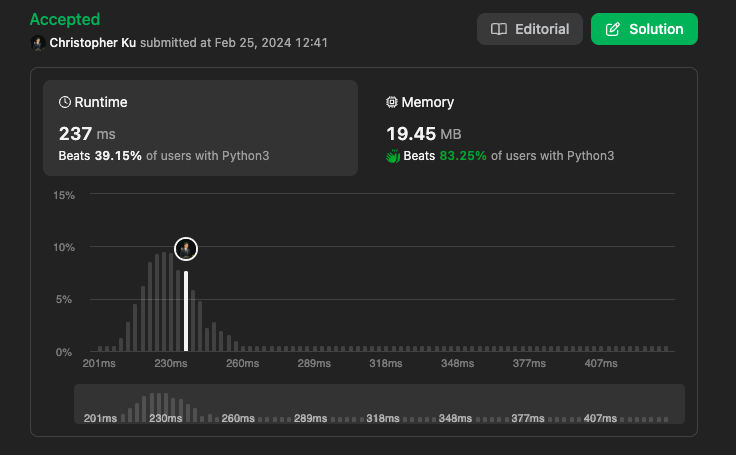 Accepted
Editorial
Solution
Christopher Ku submitted at Feb 25, 2024 12:41
Runtime
Memory
237 ms
19.45 MB
Beats 39.15% of users with Python3
Beats 83.25% of users with Python3
15%
10%
5%
0%
201ms 230ms 260ms 289ms 318ms 348ms 377ms 407ms
201ms 230ms 260ms 289ms 318ms 348ms 377ms 407ms